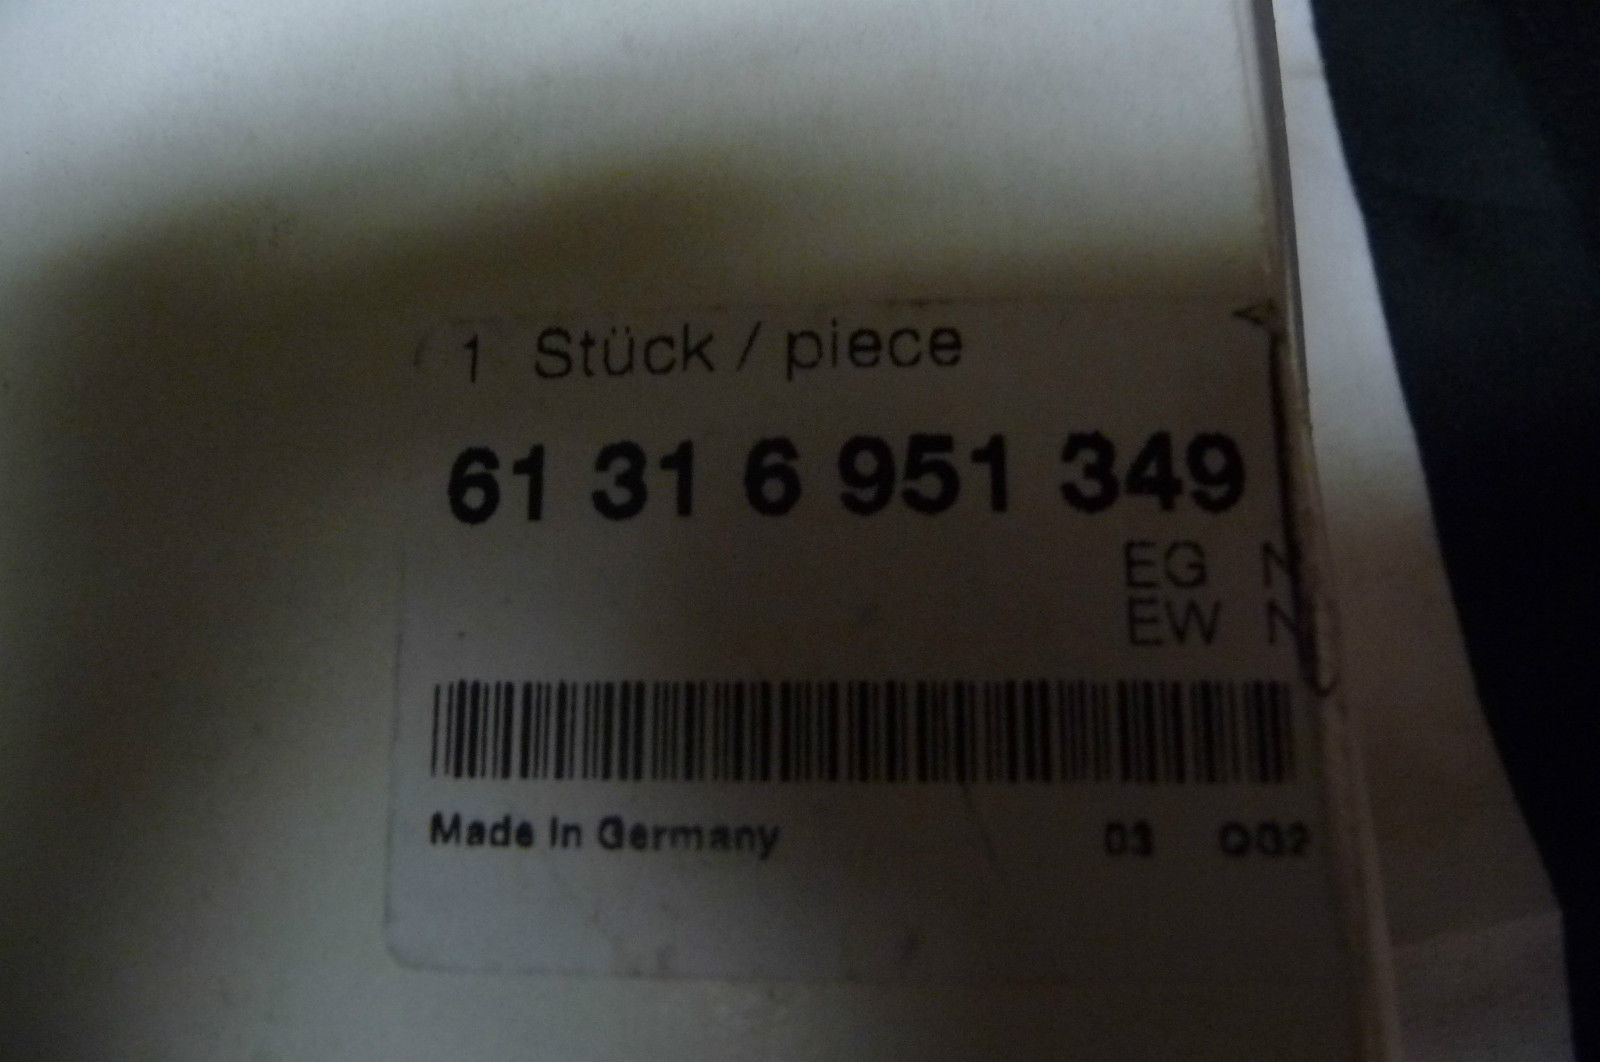 1 Stück / piece
61 31 6 951 349
EG N
EW N
Made In Germany 03